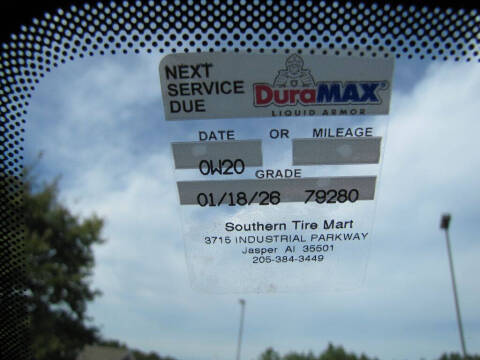 NEXT
SERVICE
DUE
DuraMAX
LIQUID ARMOR
DATE OR MILEAGE
0W20
GRADE
01/18/26 79280
Southern Tire Mart
3715 INDUSTRIAL PARKWAY
Jasper Al 35501
205-384-3449